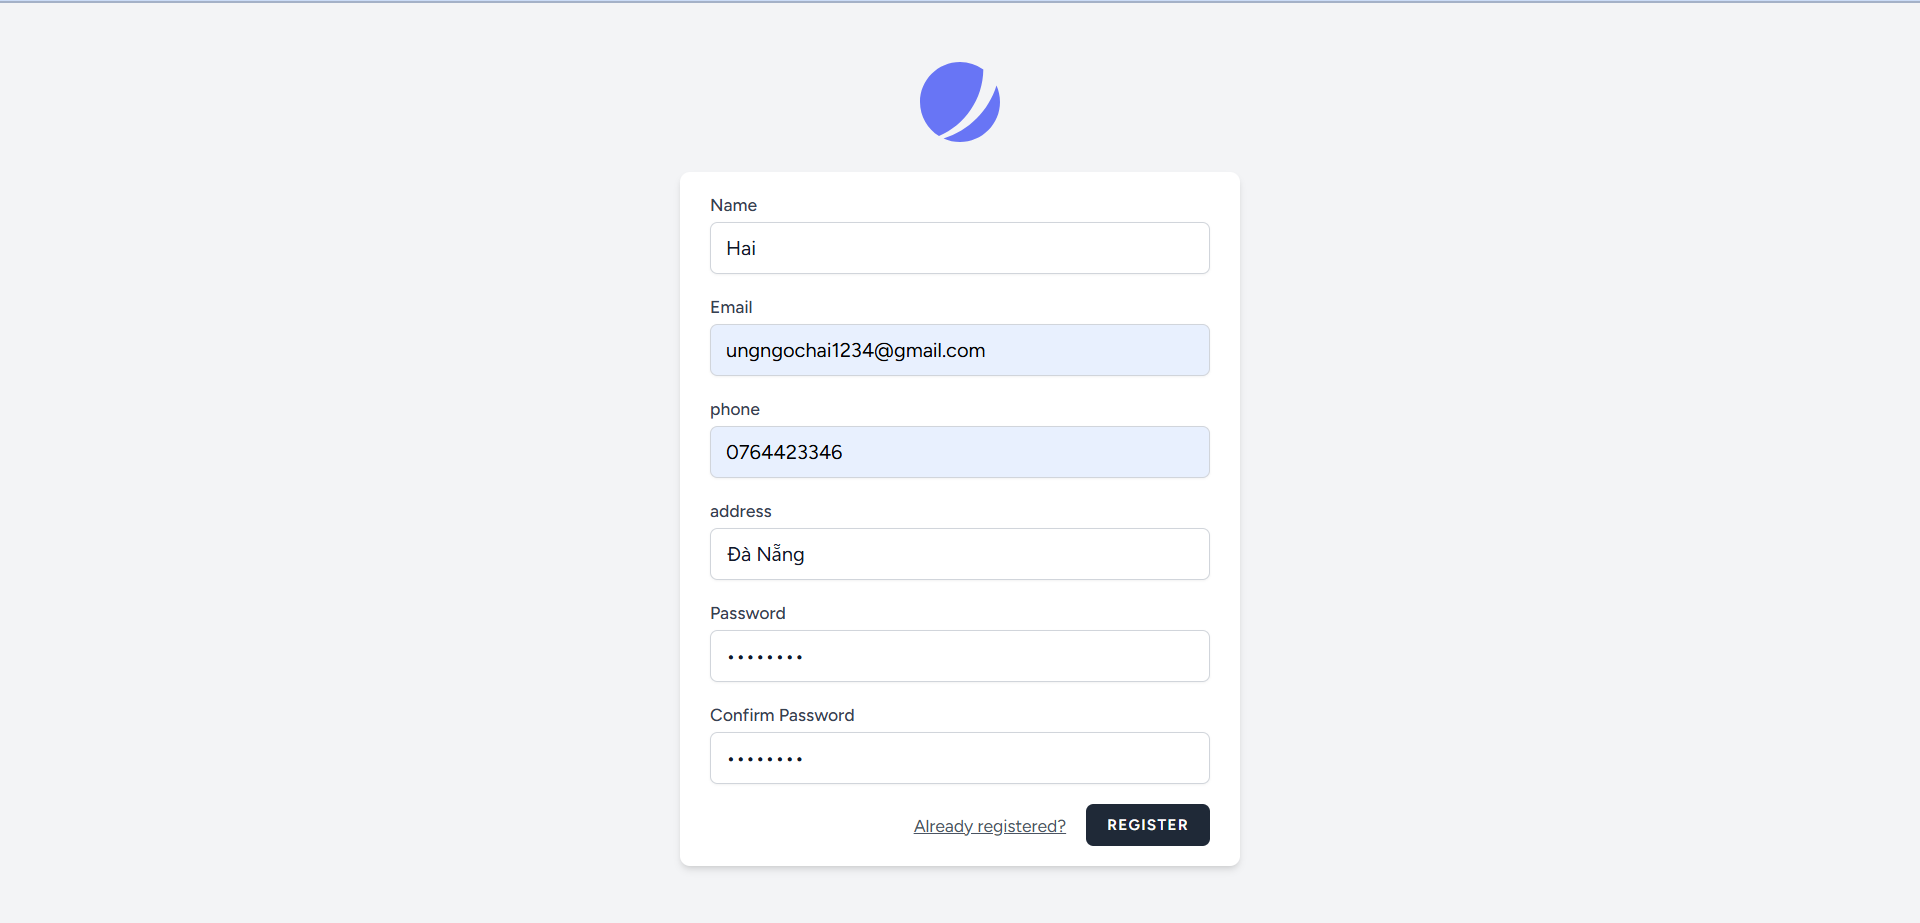 Name
Hai
Email
ungngochai1234@gmail.com
phone
0764423346
address
Đà Nẵng
Password
••••••••
Confirm Password
••••••••
Already registered? REGISTER